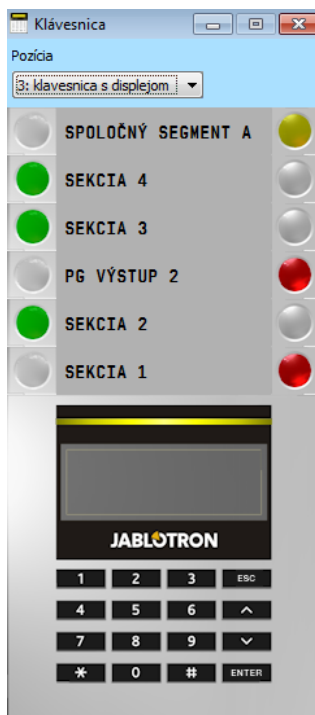 Klávesnica
Pozícia
3: klavesnica s displejom
SPOLOČNÝ SEGMENT A
SEKCIA 4
SEKCIA 3
PG VÝSTUP 2
SEKCIA 2
SEKCIA 1
JABLOTRON
1 2 3 ESC
4 5 6
7 8 9
* 0 # ENTER